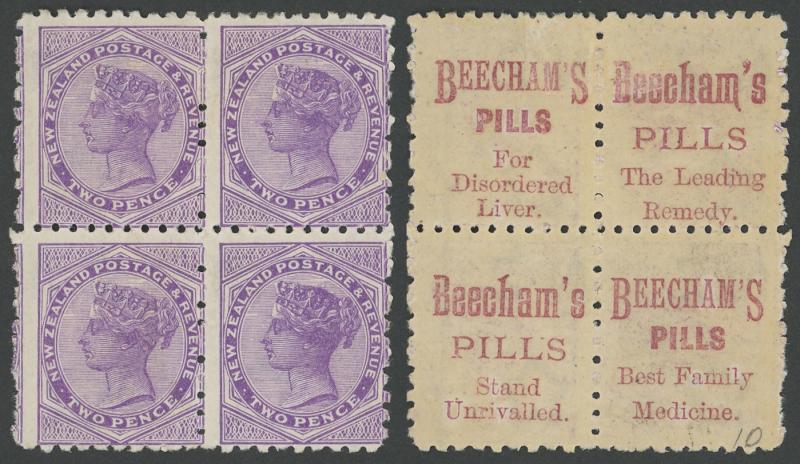 NEW ZEALAND POSTAGE & REVENUE
TWO PENCE
NEW ZEALAND POSTAGE & REVENUE
TWO PENCE
NEW ZEALAND POSTAGE & REVENUE
TWO PENCE
NEW ZEALAND POSTAGE & REVENUE
TWO PENCE
BEECHAM'S
PILLS
For
Disordered
Liver.
Beecham's
PILLS
The Leading
Remedy.
Beecham's
PILLS
Stand
Unrivalled.
BEECHAM'S
PILLS
Best Family
Medicine.
10